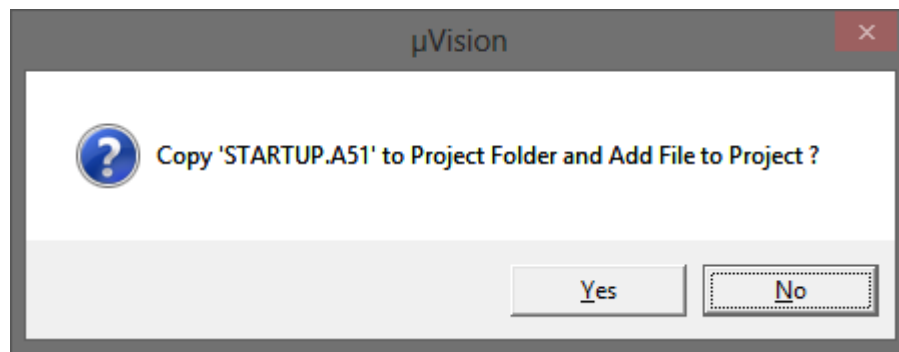 µVision
Copy 'STARTUP.A51' to Project Folder and Add File to Project ?
Yes
No